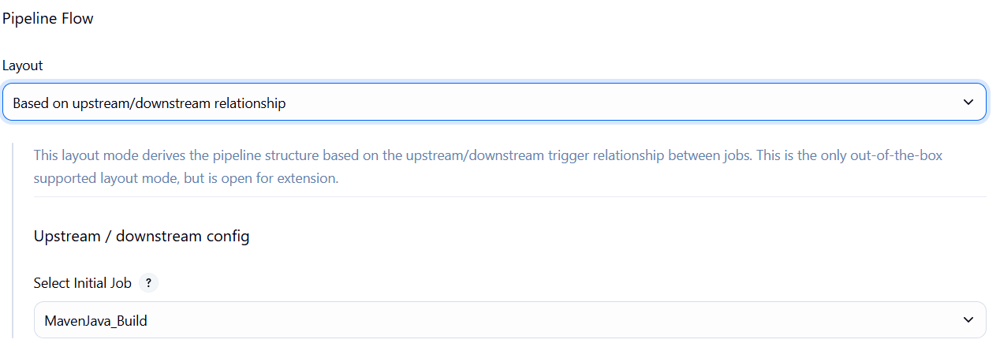 Pipeline Flow
Layout
Based on upstream/downstream relationship
This layout mode derives the pipeline structure based on the upstream/downstream trigger relationship between jobs. This is the only out-of-the-box
supported layout mode, but is open for extension.
Upstream / downstream config
Select Initial Job ?
MavenJava_Build